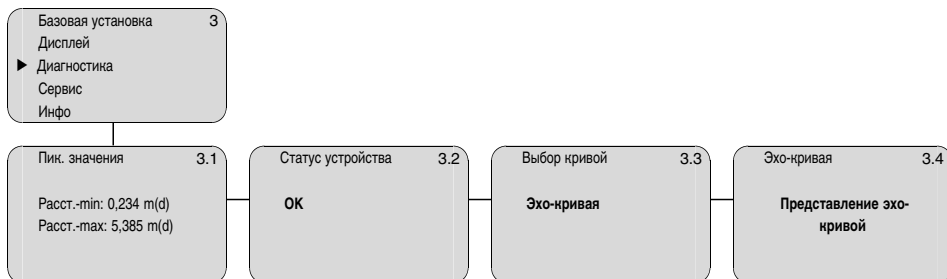 Базовая установка 3
Дисплей
Диагностика
Сервис
Инфо
Пик. значения 3.1
Расст.-min: 0,234 m(d)
Расст.-max: 5,385 m(d)
Статус устройства 3.2
OK
Выбор кривой 3.3
Эхо-кривая
Эхо-кривая 3.4
Представление эхо-
кривой